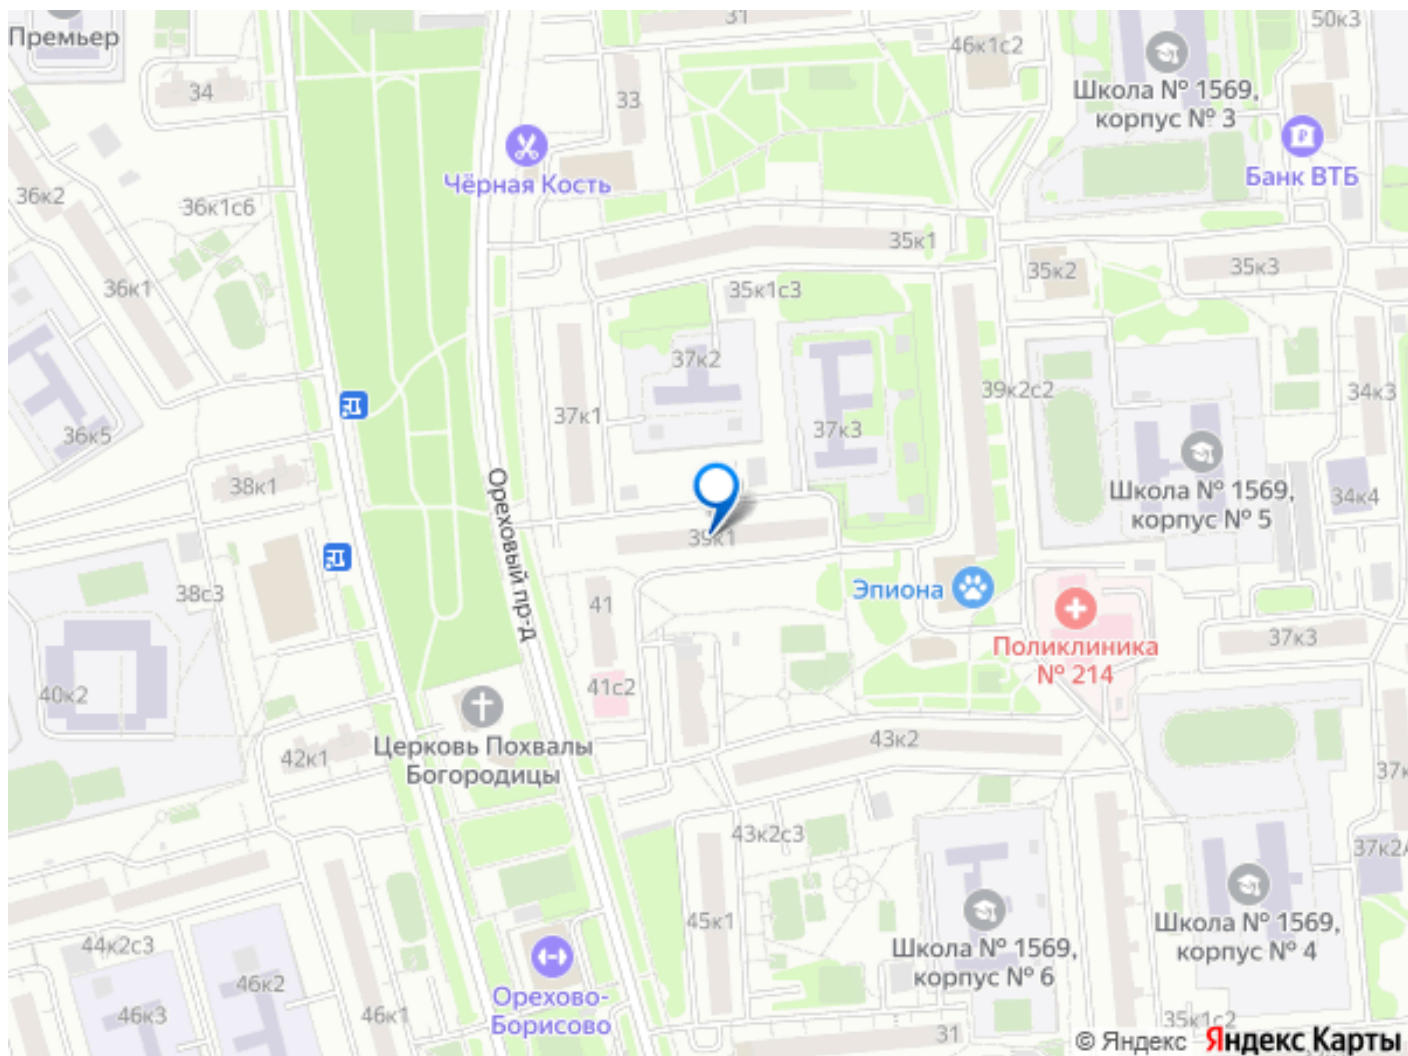 Премьер
31
50к3
46к1с2
34
33
Школа № 1569,
корпус № 3
Чёрная Кость
Банк ВТБ
36к2
36к1с6
35к1
35к2
35к3
36к1
35к1с3
37к2
37к1
37к3
39к2с2
34к3
36к5
38к1
Ореховый пр-д
Школа № 1569,
корпус № 5
34к4
39к1
38с3
41
Эпиона
Поликлиника
№ 214
37к3
40к2
41с2
42к1
Церковь Похвалы
Богородицы
43к2
37к
43к2с3
37к2А
45к1
Школа № 1569,
корпус № 6
Школа № 1569,
корпус № 4
44к2с3
46к2
46к3
46к1
Орехово-
Борисово
31
35к1с2
© Яндекс Яндекс Карты